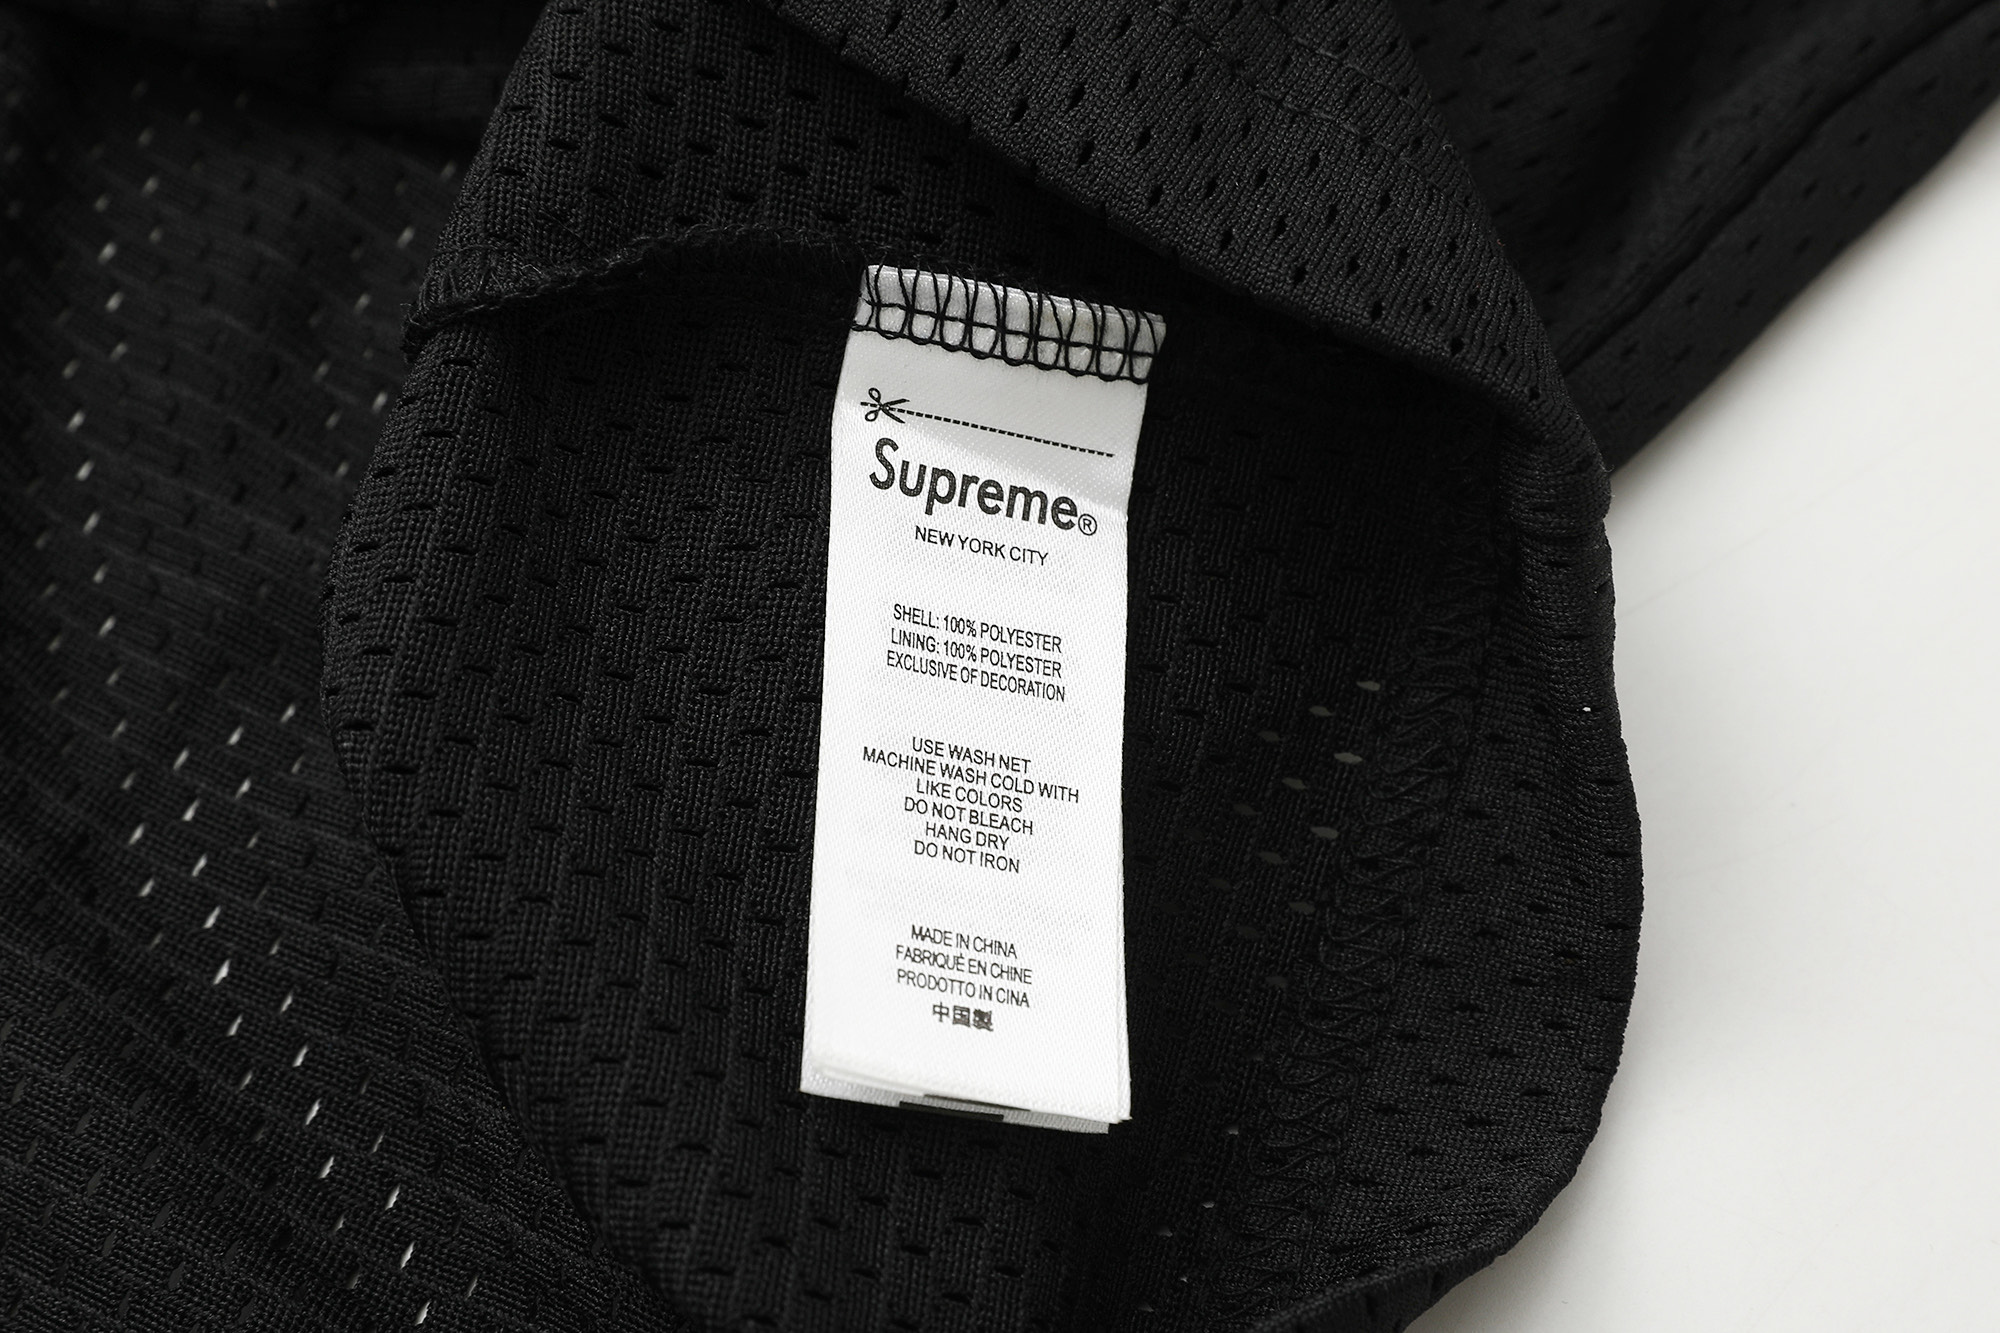 Supreme®
NEW YORK CITY
SHELL: 100% POLYESTER
LINING: 100% POLYESTER
EXCLUSIVE OF DECORATION
USE WASH NET
MACHINE WASH COLD WITH
LIKE COLORS
DO NOT BLEACH
HANG DRY
DO NOT IRON
MADE IN CHINA
FABRIQUÉ EN CHINE
PRODOTTO IN CINA
中国製